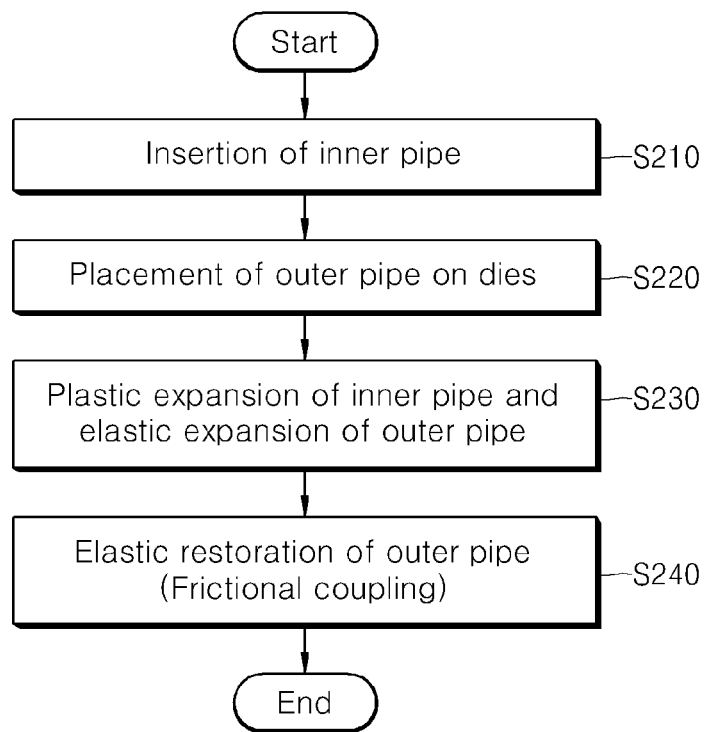 Start
Insertion of inner pipe
S210
Placement of outer pipe on dies
S220
Plastic expansion of inner pipe and
elastic expansion of outer pipe
S230
Elastic restoration of outer pipe
(Frictional coupling)
S240
End